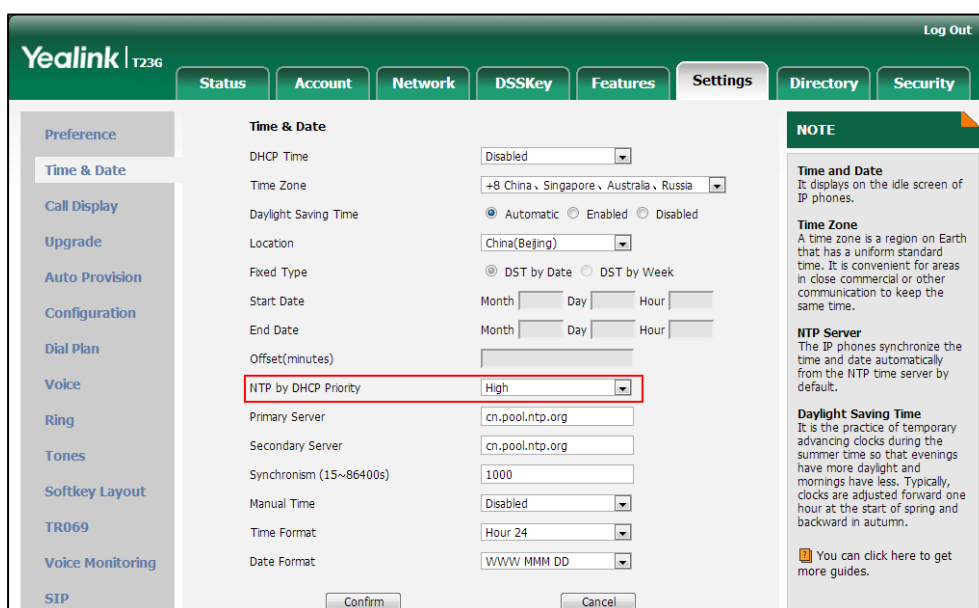 Log Out
Yealink | T23G
Status Account Network DSSKey Features Settings Directory Security
Preference
Time & Date
Call Display
Upgrade
Auto Provision
Configuration
Dial Plan
Voice
Ring
Tones
Softkey Layout
TR069
Voice Monitoring
SIP
Time & Date
DHCP Time Disabled
Time Zone +8 China、Singapore、Australia、Russia
Daylight Saving Time Automatic Enabled Disabled
Location China(Beijing)
Fixed Type DST by Date DST by Week
Start Date Month Day Hour
End Date Month Day Hour
Offset(minutes)
NTP by DHCP Priority High
Primary Server cn.pool.ntp.org
Secondary Server cn.pool.ntp.org
Synchronism (15~86400s) 1000
Manual Time Disabled
Time Format Hour 24
Date Format WWW MMM DD
Confirm Cancel
NOTE
Time and Date
It displays on the idle screen of
IP phones.
Time Zone
A time zone is a region on Earth
that has a uniform standard
time. It is convenient for areas
in close commercial or other
communication to keep the
same time.
NTP Server
The IP phones synchronize the
time and date automatically
from the NTP time server by
default.
Daylight Saving Time
It is the practice of temporary
advancing clocks during the
summer time so that evenings
have more daylight and
mornings have less. Typically,
clocks are adjusted forward one
hour at the start of spring and
backward in autumn.
You can click here to get
more guides.